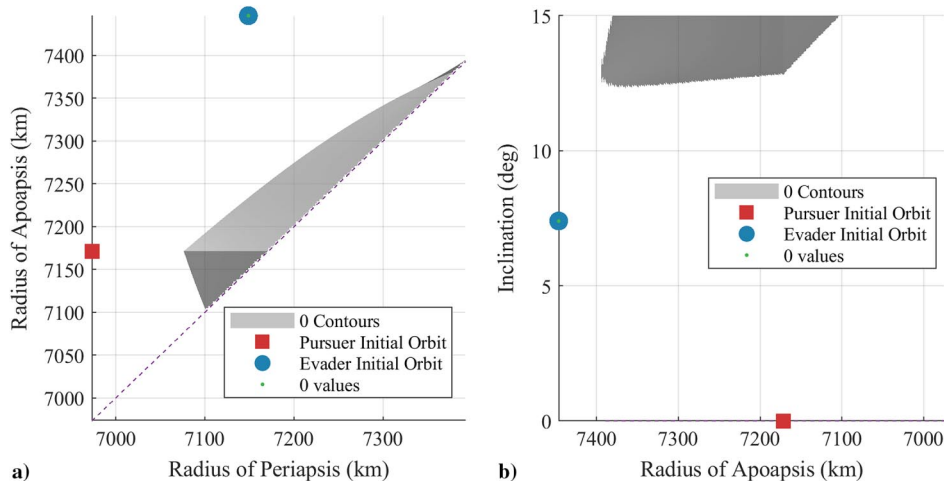 7400
7350
7300
7250
7200
7150
7100
7050
7000
Radius of Apoapsis (km)
0 Contours
Pursuer Initial Orbit
Evader Initial Orbit
0 values
7000 7100 7200 7300
a) Radius of Periapsis (km)
15
10
5
0
Inclination (deg)
0 Contours
Pursuer Initial Orbit
Evader Initial Orbit
0 values
7400 7300 7200 7100 7000
b) Radius of Apoapsis (km)